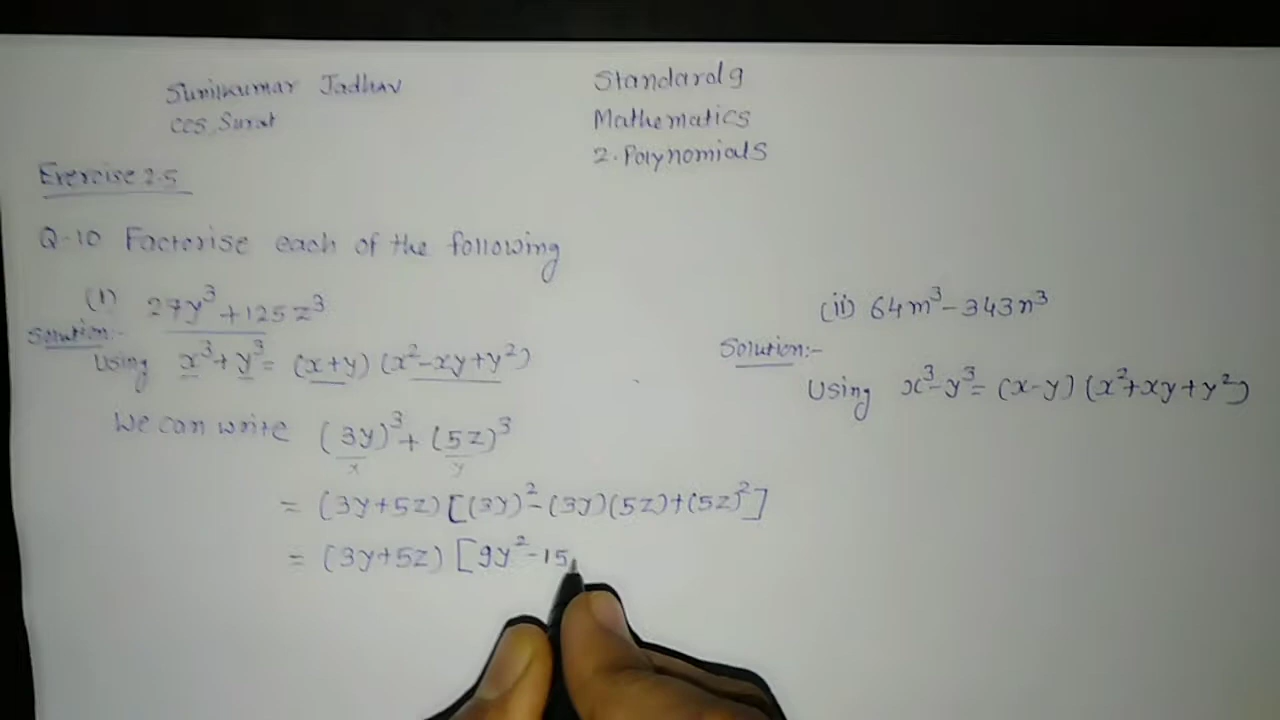 Sunilkumar Jadhav
CCS, Surat
Standard 9
Mathematics
2. Polynomials
Exercise 2.5
Q-10 Factorise each of the following
(i) 27y³ + 125z³
Solution:-
Using x³ + y³ = (x+y) (x² - xy + y²)
We can write (3y)³ + (5z)³
x y
= (3y+5z) [(3y)² - (3y)(5z) + (5z)²]
= (3y+5z) [9y² - 15
(ii) 64m³ - 343n³
Solution:-
Using x³ - y³ = (x-y) (x² + xy + y²)